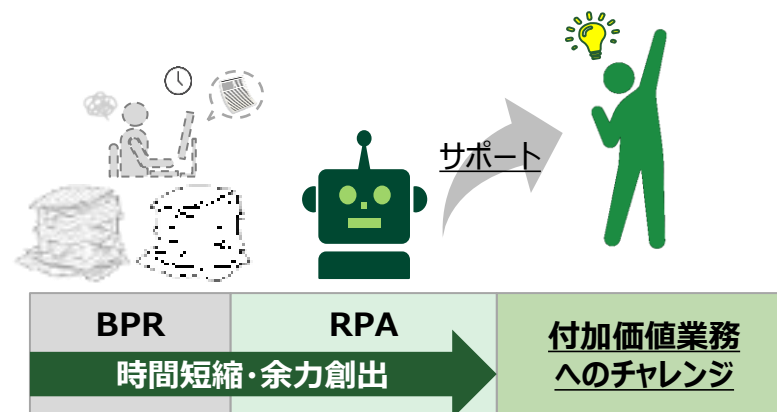 サポート
BPR
RPA
時間短縮・余力創出
付加価値業務
へのチャレンジ